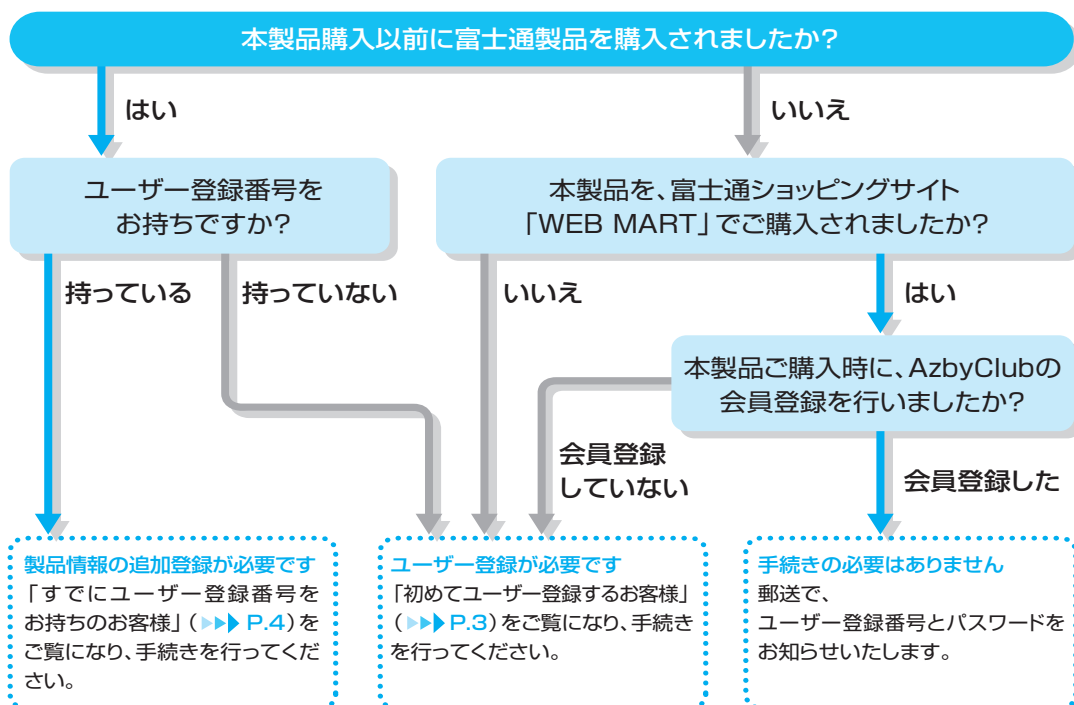 本製品購入以前に富士通製品を購入されましたか?
はい
いいえ
ユーザー登録番号を
お持ちですか?
本製品を、富士通ショッピングサイト
「WEB MART」でご購入されましたか?
持っている
持っていない
いいえ
はい
本製品ご購入時に、AzbyClubの
会員登録を行いましたか?
会員登録
していない
会員登録した
製品情報の追加登録が必要です
「すでにユーザー登録番号を
お持ちのお客様」(▶▶▶ P.4)を
ご覧になり、手続きを行ってくだ
さい。
ユーザー登録が必要です
「初めてユーザー登録するお客様」
(▶▶▶ P.3)をご覧になり、手続き
を行ってください。
手続きの必要はありません
郵送で、
ユーザー登録番号とパスワードを
お知らせいたします。